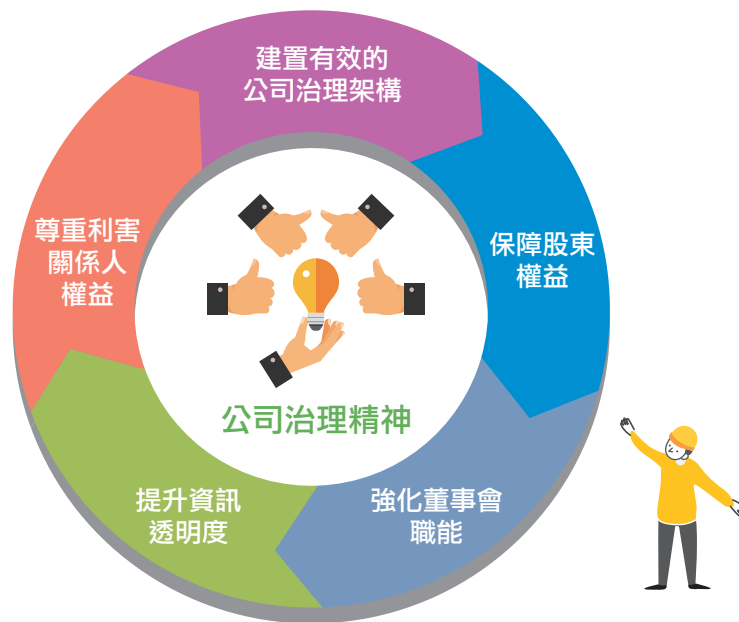 建置有效的
公司治理架構
保障股東
權益
強化董事會
職能
提升資訊
透明度
尊重利害
關係人
權益
公司治理精神